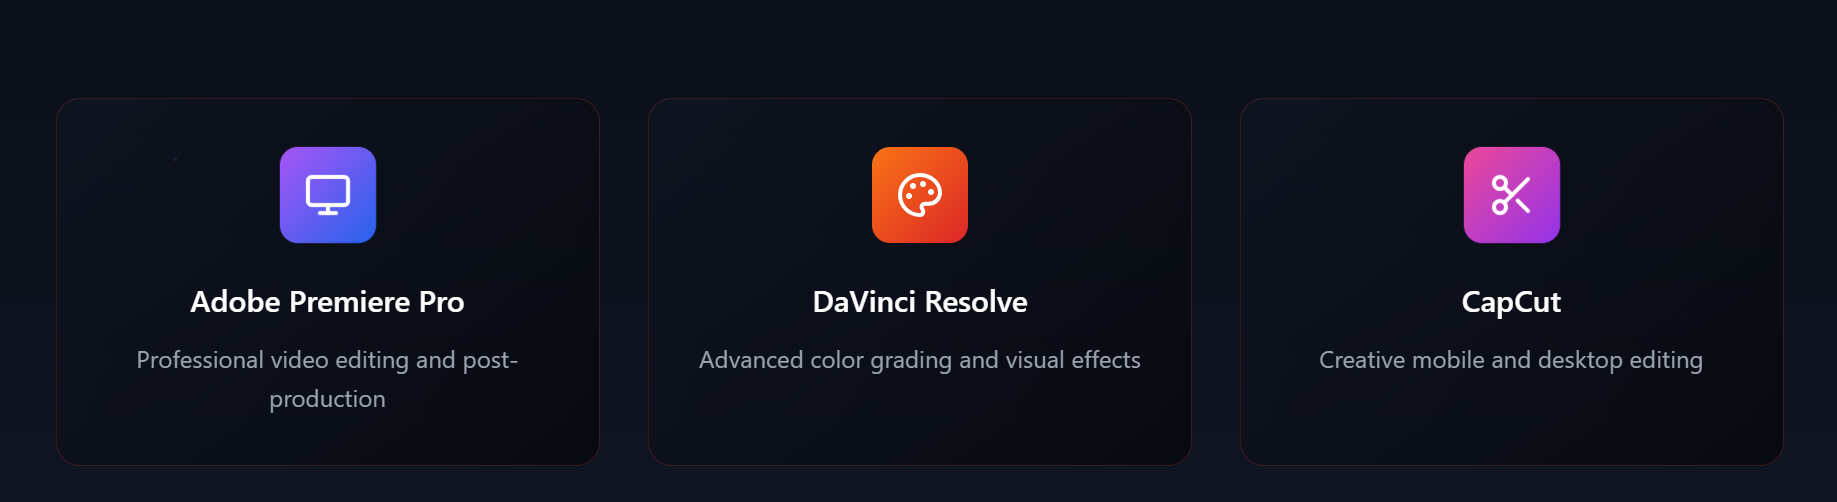 Adobe Premiere Pro
Professional video editing and post-
production
DaVinci Resolve
Advanced color grading and visual effects
CapCut
Creative mobile and desktop editing